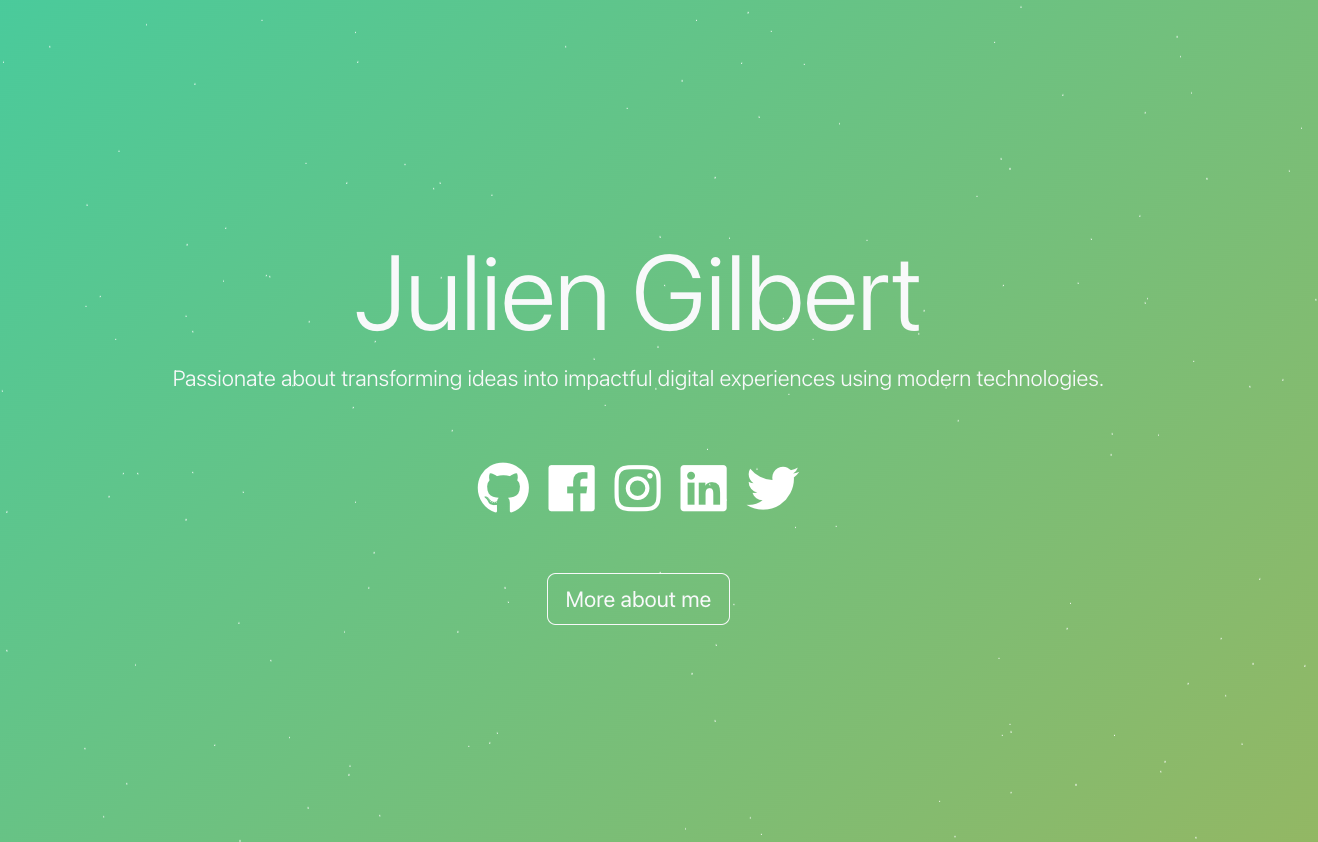 Julien Gilbert
Passionate about transforming ideas into impactful digital experiences using modern technologies.
More about me